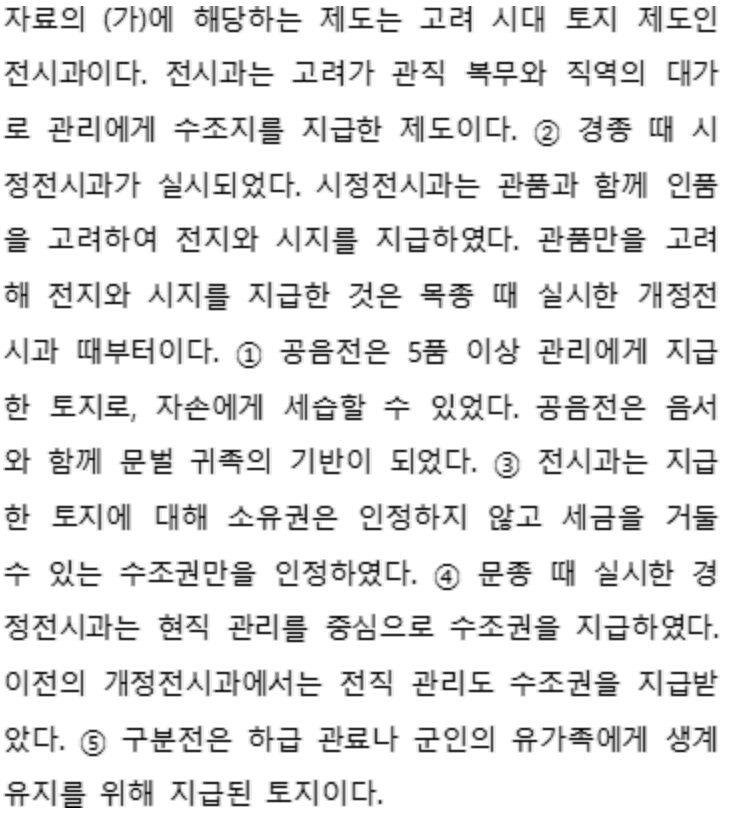 자료의 (가)에 해당하는 제도는 고려 시대 토지 제도인
전시과이다. 전시과는 고려가 관직 복무와 직역의 대가
로 관리에게 수조지를 지급한 제도이다. ② 경종 때 시
정전시과가 실시되었다. 시정전시과는 관품과 함께 인품
을 고려하여 전지와 시지를 지급하였다. 관품만을 고려
해 전지와 시지를 지급한 것은 목종 때 실시한 개정전
시과 때부터이다. ① 공음전은 5품 이상 관리에게 지급
한 토지로, 자손에게 세습할 수 있었다. 공음전은 음서
와 함께 문벌 귀족의 기반이 되었다. ③ 전시과는 지급
한 토지에 대해 소유권은 인정하지 않고 세금을 거둘
수 있는 수조권만을 인정하였다. ④ 문종 때 실시한 경
정전시과는 현직 관리를 중심으로 수조권을 지급하였다.
이전의 개정전시과에서는 전직 관리도 수조권을 지급받
았다. ⑤ 구분전은 하급 관료나 군인의 유가족에게 생계
유지를 위해 지급된 토지이다.